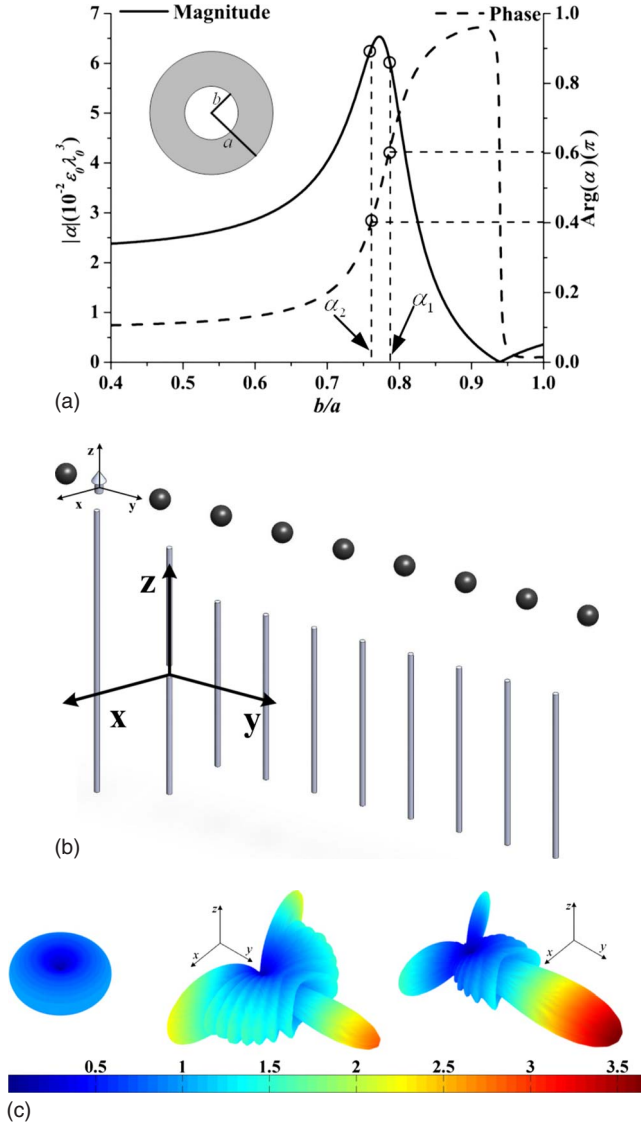 Magnitude
Phase
7
6
5
4
3
2
1
0
|α|(10⁻² ε₀ λ₀³)
1.0
0.8
0.6
0.4
0.2
0.0
Arg(α)(π)
b
a
α₂
α₁
0.4 0.5 0.6 0.7 0.8 0.9 1.0
b/a
(a)
z
x y
z
x y
(b)
z
x y
z
x y
0.5 1 1.5 2 2.5 3 3.5
(c)